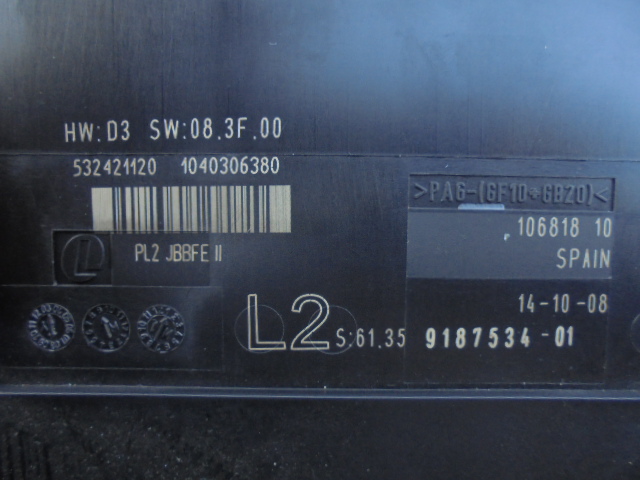 HW:D3 SW:08.3F.00
532421120 1040306380
>PA6-(GF10+GB20)<
106818 10
PL2 JBBFE II
SPAIN
14-10-08
L2 S:61.35 9187534-01